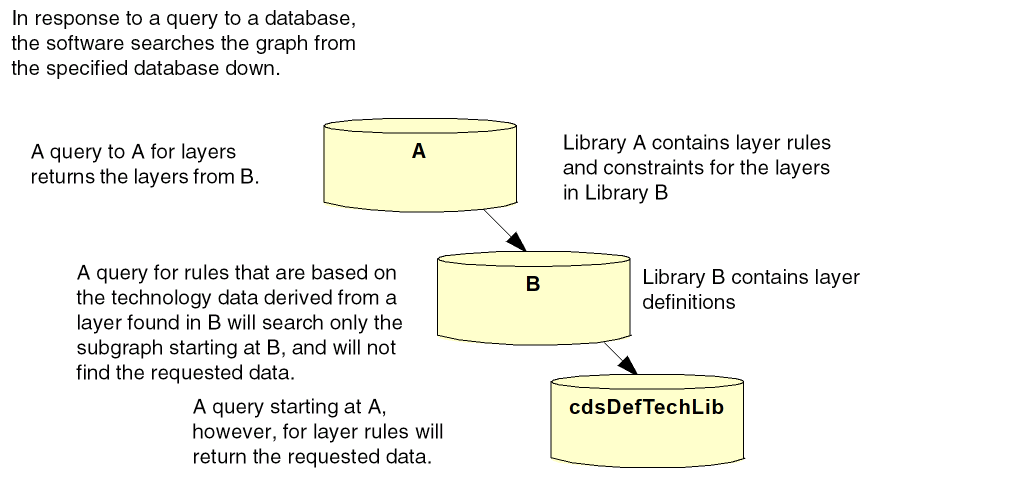 In response to a query to a database,
the software searches the graph from
the specified database down.
A query to A for layers
returns the layers from B.
A
Library A contains layer rules
and constraints for the layers
in Library B
A query for rules that are based on
the technology data derived from a
layer found in B will search only the
subgraph starting at B, and will not
find the requested data.
B
Library B contains layer
definitions
A query starting at A,
however, for layer rules will
return the requested data.
cdsDefTechLib